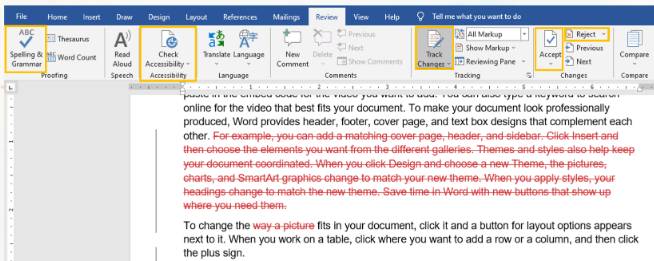 File Home Insert Draw Design Layout References Mailings Review View Help Tell me what you want to do
ABC Thesaurus A)) Check Previous All Markup Reject
Next Show Markup Previous
Spelling & Grammar Word Count Read Aloud Accessibility Translate Language New Comment Delete Show Comments Track Changes Reviewing Pane Accept Next Compare
Proofing Speech Accessibility Language Comments Tracking Changes Compare
paste in the embed code for the video you want to add. You can also type a keyword to search
online for the video that best fits your document. To make your document look professionally
produced, Word provides header, footer, cover page, and text box designs that complement each
other. For example, you can add a matching cover page, header, and sidebar. Click Insert and
then choose the elements you want from the different galleries. Themes and styles also help keep
your document coordinated. When you click Design and choose a new Theme, the pictures,
charts, and SmartArt graphics change to match your new theme. When you apply styles, your
headings change to match the new theme. Save time in Word with new buttons that show up
where you need them.
To change the way a picture fits in your document, click it and a button for layout options appears
next to it. When you work on a table, click where you want to add a row or a column, and then click
the plus sign.